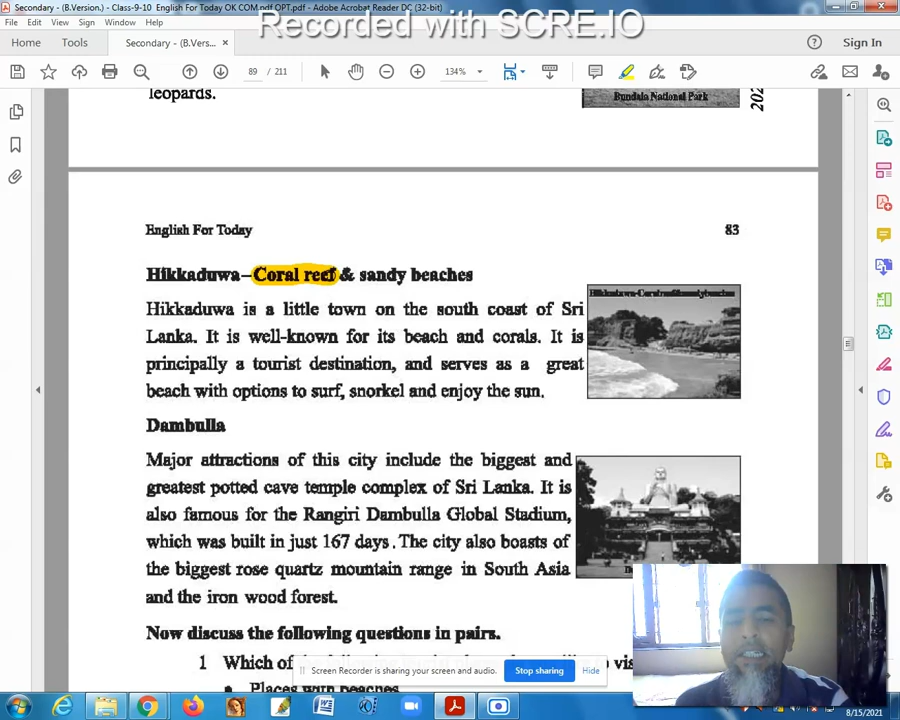 Secondary - (B.Version.) - Class-9-10 English For Today OK COM.pdf OPT.pdf - Adobe Acrobat Reader DC (32-bit)
Recorded with SCRE.IO
File Edit View Sign Window Help
Home Tools Secondary - (B.Vers... × Sign In
89 / 211 134%
leopards.
Bundala National Park
202
English For Today 83
Hikkaduwa–Coral reef & sandy beaches
Hikkaduwa is a little town on the south coast of Sri
Lanka. It is well-known for its beach and corals. It is
principally a tourist destination, and serves as a great
beach with options to surf, snorkel and enjoy the sun.
Dambulla
Major attractions of this city include the biggest and
greatest potted cave temple complex of Sri Lanka. It is
also famous for the Rangiri Dambulla Global Stadium,
which was built in just 167 days. The city also boasts of
the biggest rose quartz mountain range in South Asia
and the iron wood forest.
Now discuss the following questions in pairs.
1 Which of
Places with beaches
Screen Recorder is sharing your screen and audio. Stop sharing Hide
8/15/2021